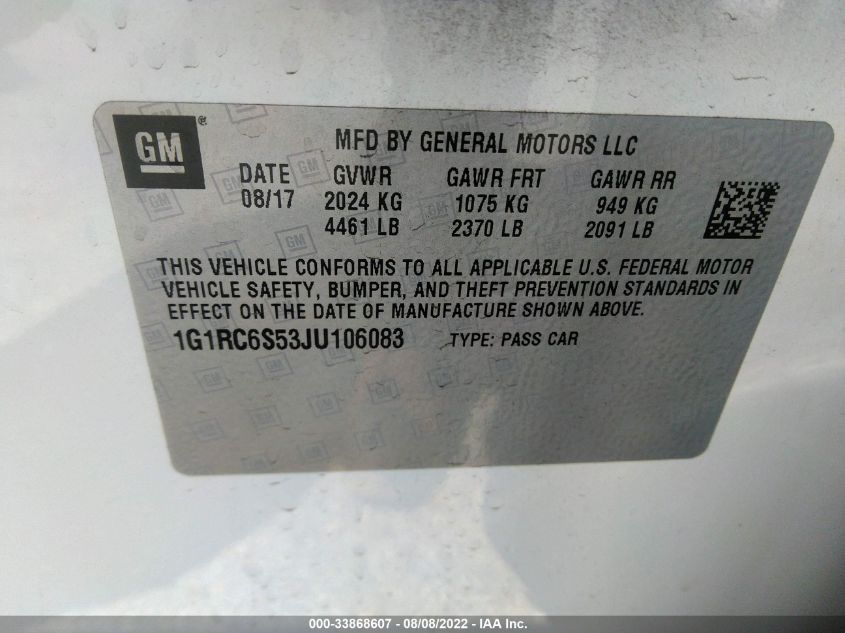 GM ®
MFD BY GENERAL MOTORS LLC
DATE GVWR GAWR FRT GAWR RR
08/17 2024 KG 1075 KG 949 KG
4461 LB 2370 LB 2091 LB
THIS VEHICLE CONFORMS TO ALL APPLICABLE U.S. FEDERAL MOTOR
VEHICLE SAFETY, BUMPER, AND THEFT PREVENTION STANDARDS IN
EFFECT ON THE DATE OF MANUFACTURE SHOWN ABOVE.
1G1RC6S53JU106083 TYPE: PASS CAR
000-33868607 - 08/08/2022 - IAA Inc.